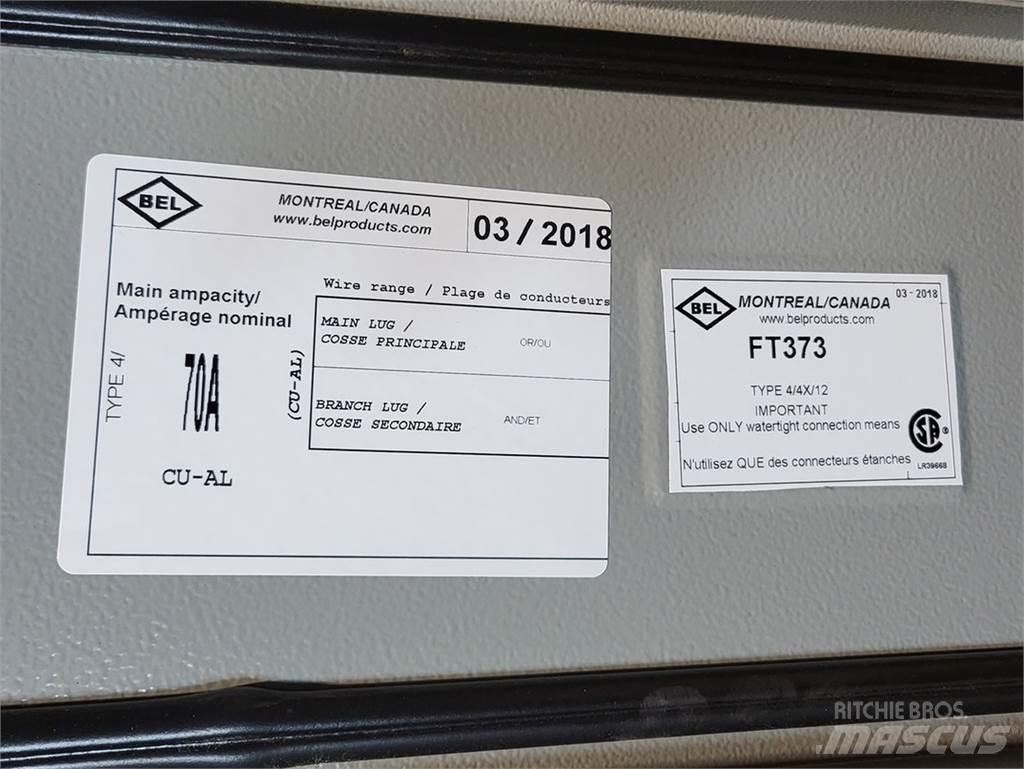 BEL
MONTREAL/CANADA
www.belproducts.com
03/2018
Main ampacity/
Ampérage nominal
TYPE 4/
70A
CU-AL
Wire range / Plage de conducteurs
(CU-AL)
MAIN LUG /
COSSE PRINCIPALE
OR/OU
BRANCH LUG /
COSSE SECONDAIRE
AND/ET
BEL
MONTREAL/CANADA
03-2018
www.belproducts.com
FT373
TYPE 4/4X/12
IMPORTANT
Use ONLY watertight connection means
N'utilisez QUE des connecteurs étanches
SA®
LR39668
RITCHIE BROS.
MASCUS